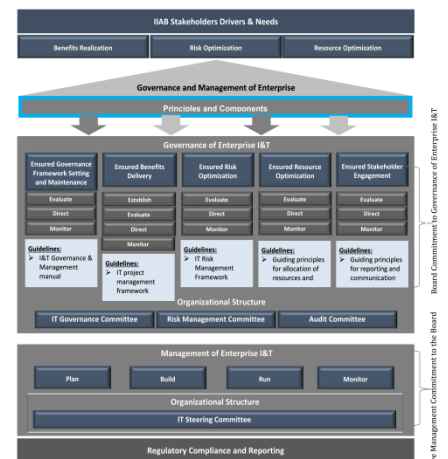 IIAB Stakeholders Drivers & Needs
Benefits Realization
Risk Optimization
Resource Optimization
Governance and Management of Enterprise
Princioles and Components
Governance of Enterprise I&T
Ensured Governance
Framework Setting
and Maintenance
Evaluate
Direct
Monitor
Guidelines:
➢ I&T Governance &
Management
manual
Ensured Benefits
Delivery
Establish
Evaluate
Direct
Monitor
Guidelines:
➢ IT project
management
framework
Ensured Risk
Optimization
Evaluate
Direct
Monitor
Guidelines:
➢ IT Risk
Management
Framework
Ensured Resource
Optimization
Evaluate
Direct
Monitor
Guidelines:
➢ Guiding principles
for allocation of
resources and
Ensured Stakeholder
Engagement
Evaluate
Direct
Monitor
Guidelines:
➢ Guiding principles
for reporting and
communication
Organizational Structure
IT Governance Committee
Risk Management Committee
Audit Committee
Board Commitment to Governance of Enterprise I&T
Management of Enterprise I&T
Plan
Build
Run
Monitor
Organizational Structure
IT Steering Committee
Regulatory Compliance and Reporting
Management Commitment to the Board